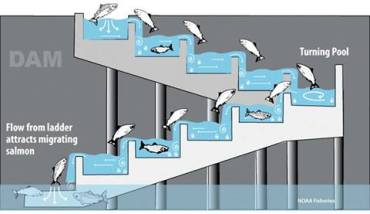 DAM
Turning Pool
Flow from ladder
attracts migrating
salmon
NOAA Fisheries